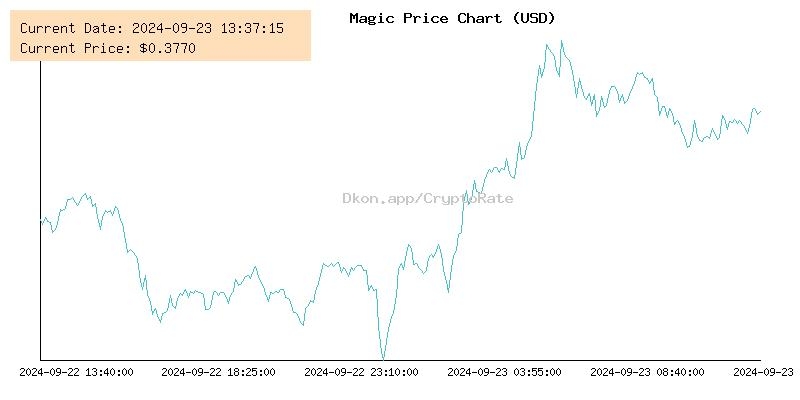 Magic Price Chart (USD)
Current Date: 2024-09-23 13:37:15
Current Price: $0.3770
Dkon.app/CryptoRate
2024-09-22 13:40:00
2024-09-22 18:25:00
2024-09-22 23:10:00
2024-09-23 03:55:00
2024-09-23 08:40:00
2024-09-23